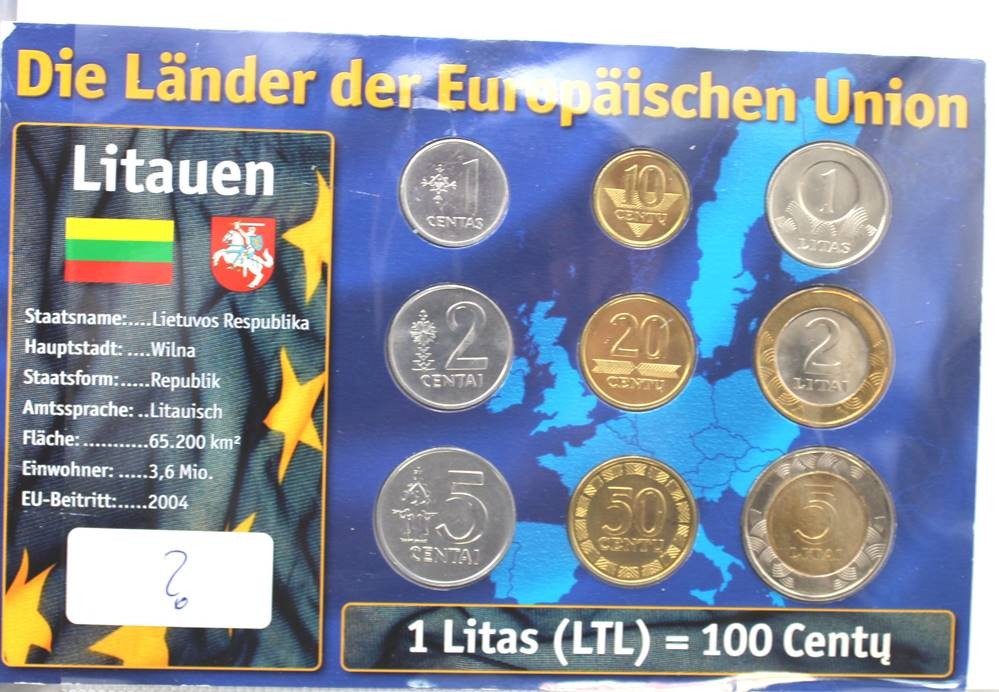 Die Länder der Europäischen Union
Litauen
Staatsname:.....Lietuvos Respublika
Hauptstadt: ....Wilna
Staatsform:.....Republik
Amtssprache: ..Litauisch
Fläche: ...........65.200 km²
Einwohner: .....3,6 Mio.
EU-Beitritt:.....2004
?
1
CENTAS
10
CENTŲ
1
LITAS
2
CENTAI
20
CENTŲ
2
LITAI
5
CENTAI
50
CENTŲ
5
LITAI
1 Litas (LTL) = 100 Centų